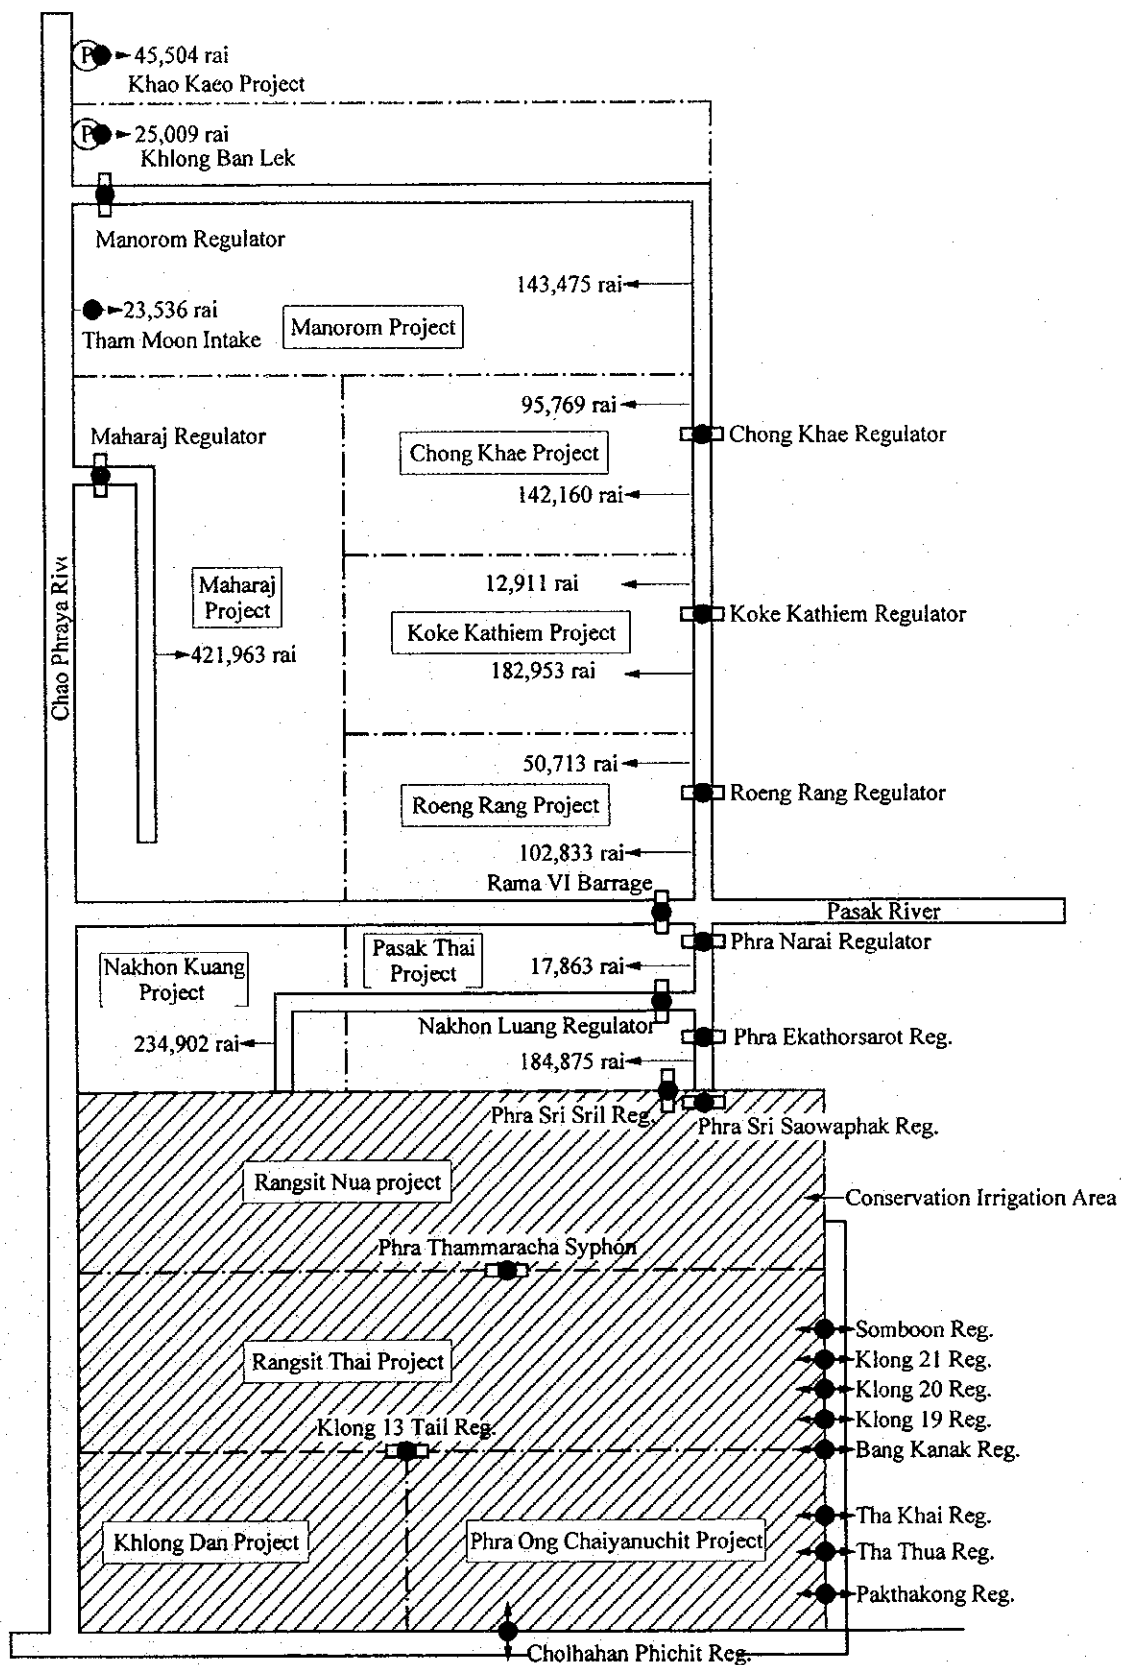 P 45,504 rai
Khao Kaeo Project
P 25,009 rai
Khlong Ban Lek
Manorom Regulator
143,475 rai
23,536 rai
Tham Moon Intake
Manorom Project
95,769 rai
Maharaj Regulator
Chong Khae Regulator
Chong Khae Project
142,160 rai
Chao Phraya Rive
Maharaj
Project
12,911 rai
Koke Kathiem Regulator
Koke Kathiem Project
421,963 rai
182,953 rai
50,713 rai
Roeng Rang Regulator
Roeng Rang Project
102,833 rai
Rama VI Barrage
Pasak River
Phra Narai Regulator
Pasak Thai
Project
Nakhon Kuang
Project
17,863 rai
Nakhon Luang Regulator
Phra Ekathorsarot Reg.
234,902 rai
184,875 rai
Phra Sri Sril Reg.
Phra Sri Saowaphak Reg.
Rangsit Nua project
Conservation Irrigation Area
Phra Thammaracha Syphon
Somboon Reg.
Rangsit Thai Project
Klong 21 Reg.
Klong 20 Reg.
Klong 19 Reg.
Klong 13 Tail Reg.
Bang Kanak Reg.
Tha Khai Reg.
Khlong Dan Project
Phra Ong Chaiyanuchit Project
Tha Thua Reg.
Pakthakong Reg.
Cholhahan Phichit Reg.